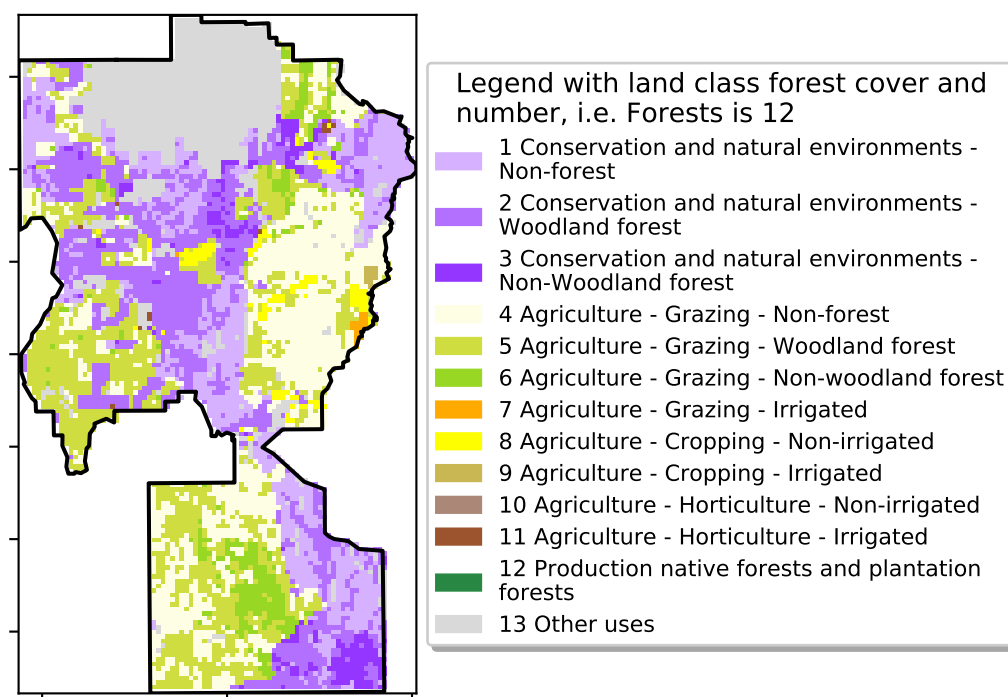 Legend with land class forest cover and
number, i.e. Forests is 12
1 Conservation and natural environments -
Non-forest
2 Conservation and natural environments -
Woodland forest
3 Conservation and natural environments -
Non-Woodland forest
4 Agriculture - Grazing - Non-forest
5 Agriculture - Grazing - Woodland forest
6 Agriculture - Grazing - Non-woodland forest
7 Agriculture - Grazing - Irrigated
8 Agriculture - Cropping - Non-irrigated
9 Agriculture - Cropping - Irrigated
10 Agriculture - Horticulture - Non-irrigated
11 Agriculture - Horticulture - Irrigated
12 Production native forests and plantation
forests
13 Other uses